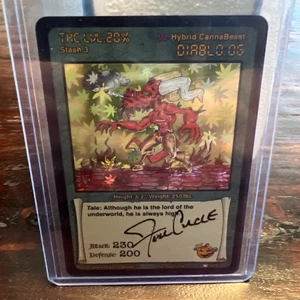 THC LVL 20% Hybrid CannaBeast
Stash 3 DIABLO OG
Tale: Although he is the lord of the
underworld, he is always high.
Attack: 230
Defense: 200